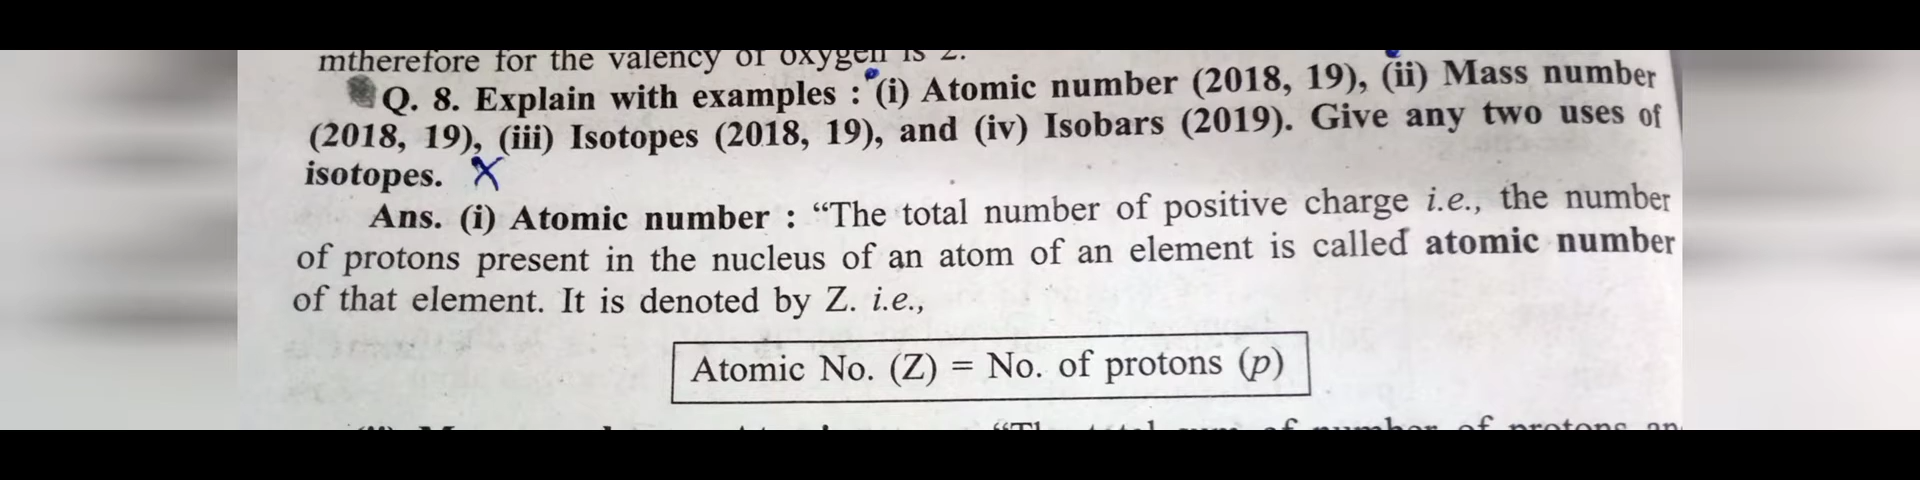 mtherefore for the valency of oxygen is 2.
Q. 8. Explain with examples : (i) Atomic number (2018, 19), (ii) Mass number
(2018, 19), (iii) Isotopes (2018, 19), and (iv) Isobars (2019). Give any two uses of
isotopes. X
Ans. (i) Atomic number : “The total number of positive charge i.e., the number
of protons present in the nucleus of an atom of an element is called atomic number
of that element. It is denoted by Z. i.e.,
Atomic No. (Z) = No. of protons (p)
number of protons